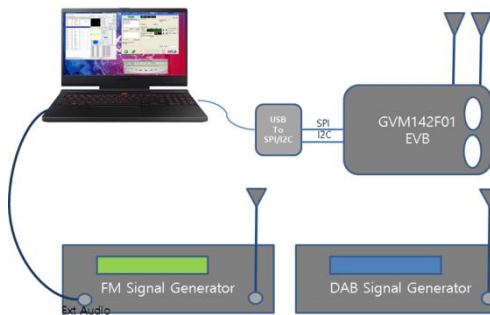 USB
To
SPI/I2C
SPI
I2C
GVM142F01
EVB
FM Signal Generator
DAB Signal Generator
Ext Audio